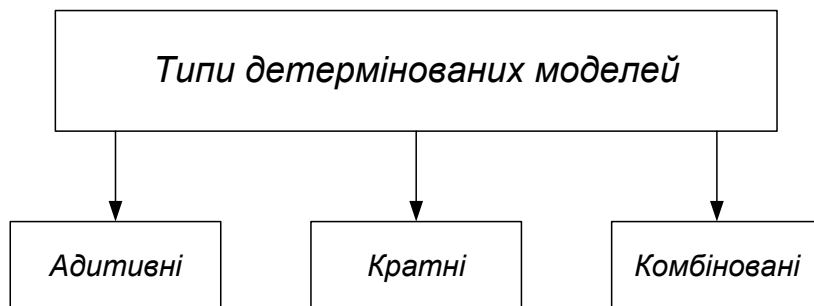 Типи детермінованих моделей
Адитивні
Кратні
Комбіновані